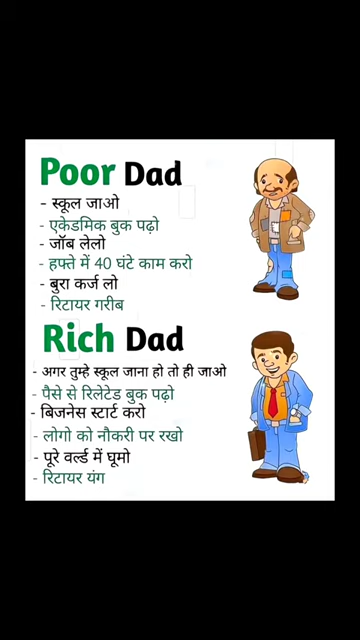 Poor Dad
- स्कूल जाओ
- एकेडमिक बुक पढ़ो
- जॉब लेलो
- हफ्ते में 40 घंटे काम करो
- बुरा कर्ज लो
- रिटायर गरीब
Rich Dad
- अगर तुम्हे स्कूल जाना हो तो ही जाओ
- पैसे से रिलेटेड बुक पढ़ो
- बिजनेस स्टार्ट करो
- लोगो को नौकरी पर रखो
- पूरे वर्ल्ड में घूमो
- रिटायर यंग